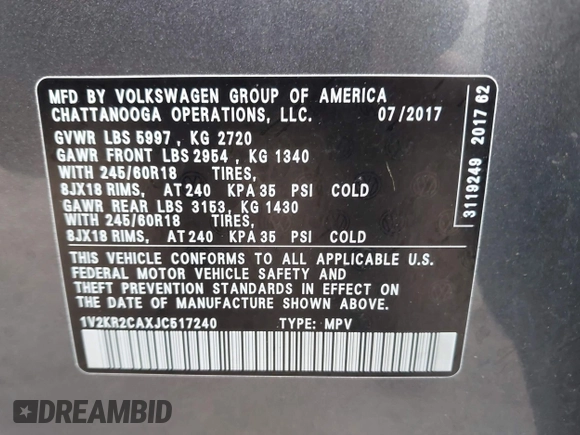 MFD BY VOLKSWAGEN GROUP OF AMERICA
CHATTANOOGA OPERATIONS, LLC. 07/2017
GVWR LBS 5997 , KG 2720
GAWR FRONT LBS 2954 , KG 1340
WITH 245/60R18 TIRES,
8JX18 RIMS, AT 240 KPA 35 PSI COLD
GAWR REAR LBS 3153, KG 1430
WITH 245/60R18 TIRES,
8JX18 RIMS, AT 240 KPA 35 PSI COLD
THIS VEHICLE CONFORMS TO ALL APPLICABLE U.S.
FEDERAL MOTOR VEHICLE SAFETY AND
THEFT PREVENTION STANDARDS IN EFFECT ON THE
DATE OF MANUFACTURE SHOWN ABOVE.
1V2KR2CAXJC517240 TYPE: MPV
3119249 2017 62
DREAMBID